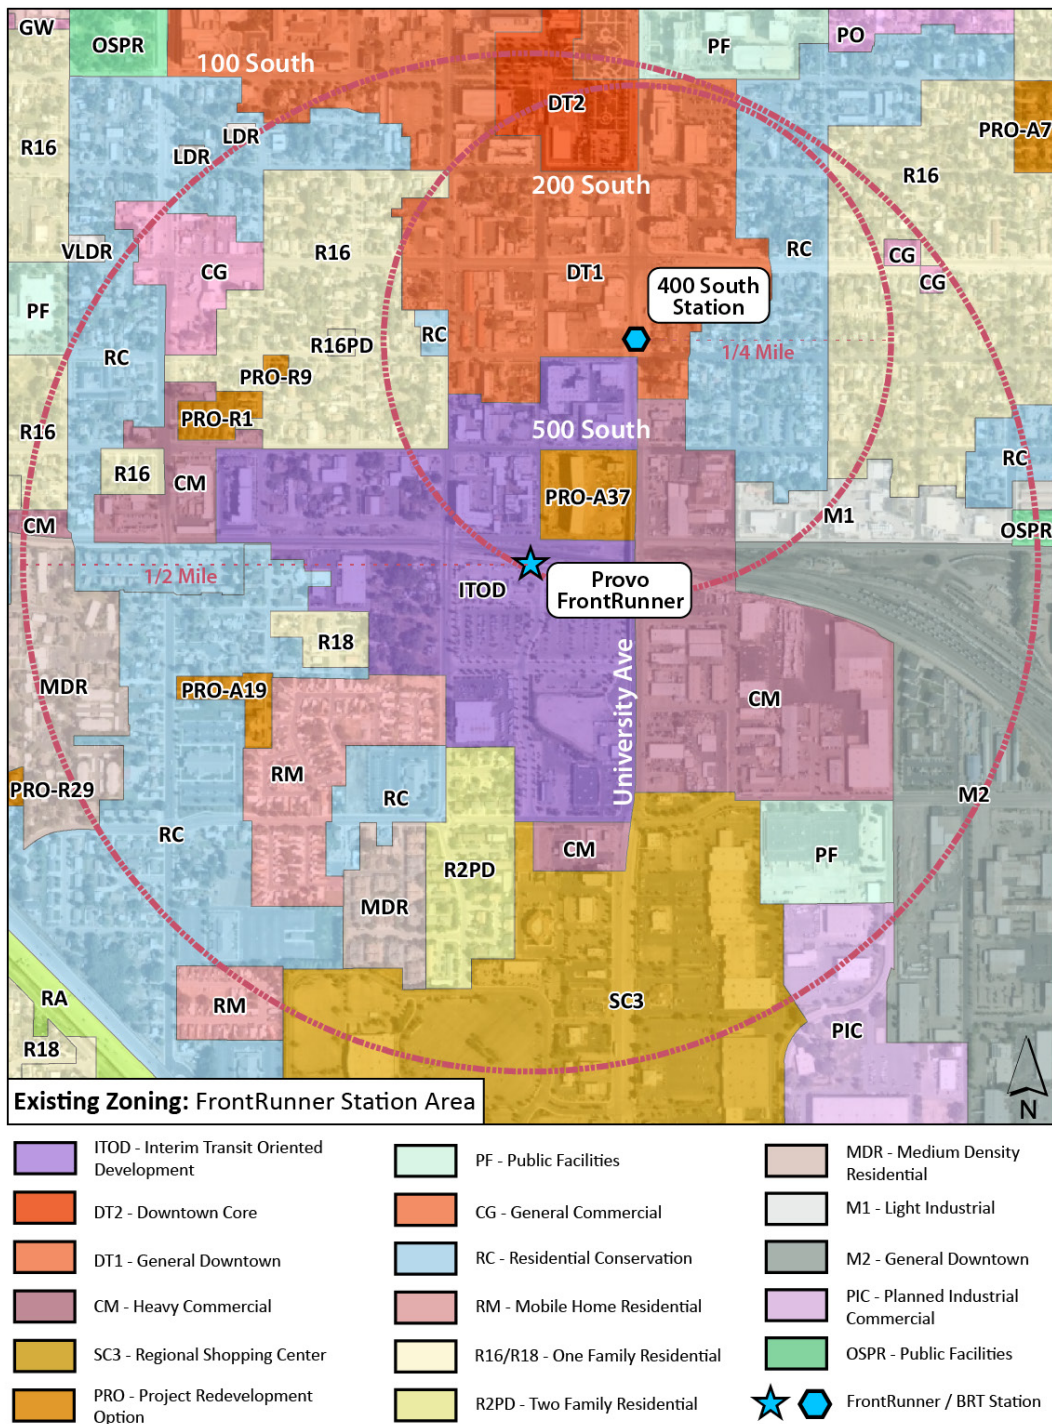 GW
OSPR
100 South
PF
PO
DT2
LDR
LDR
PRO-A7
R16
R16
200 South
VLDR
R16
RC
CG
CG
DT1
400 South
Station
CG
PF
RC
R16PD
RC
1/4 Mile
PRO-R9
PRO-R1
R16
500 South
R16
CM
RC
PRO-A37
CM
M1
OSPR
1/2 Mile
ITOD
Provo
FrontRunner
R18
University Ave
MDR
PRO-A19
CM
RM
PRO-R29
RC
M2
RC
CM
PF
R2PD
MDR
RA
RM
SC3
PIC
R18
N
Existing Zoning: FrontRunner Station Area
ITOD - Interim Transit Oriented
Development
DT2 - Downtown Core
DT1 - General Downtown
CM - Heavy Commercial
SC3 - Regional Shopping Center
PRO - Project Redevelopment
Option
PF - Public Facilities
CG - General Commercial
RC - Residential Conservation
RM - Mobile Home Residential
R16/R18 - One Family Residential
R2PD - Two Family Residential
MDR - Medium Density
Residential
M1 - Light Industrial
M2 - General Downtown
PIC - Planned Industrial
Commercial
OSPR - Public Facilities
FrontRunner / BRT Station